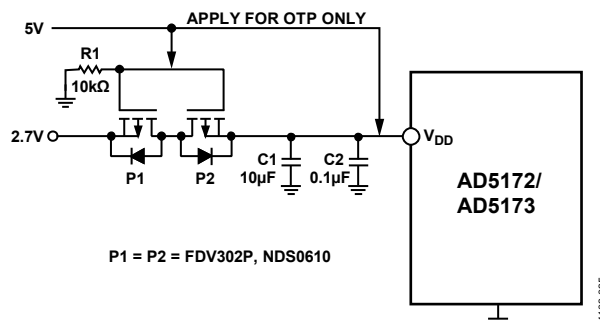 APPLY FOR OTP ONLY
5V
R1
10kΩ
2.7V
P1
P2
C1
10µF
C2
0.1µF
VDD
AD5172/
AD5173
P1 = P2 = FDV302P, NDS0610